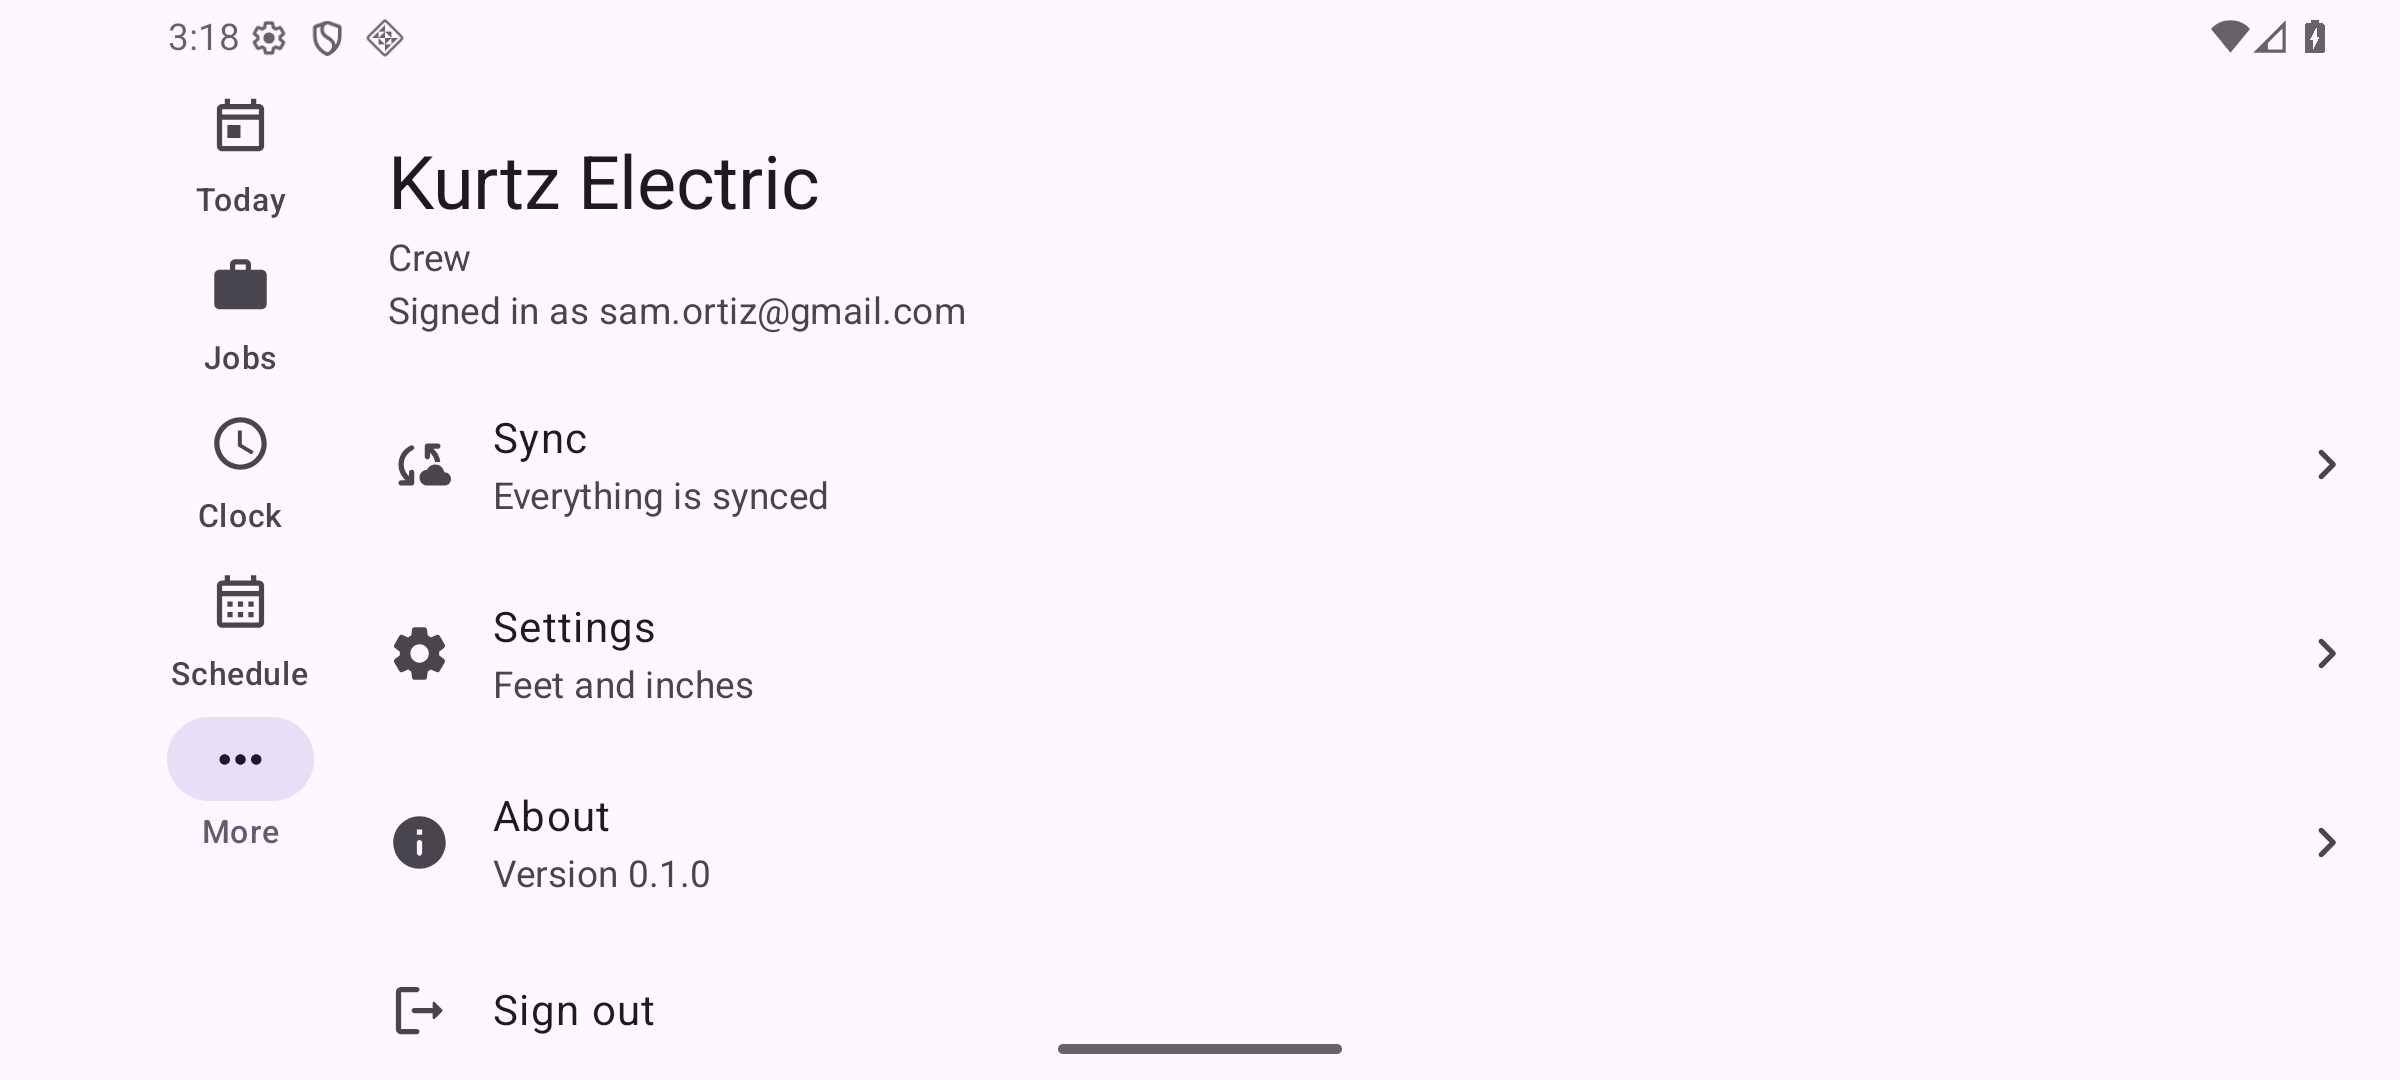 3:18
Today
Jobs
Clock
Schedule
More
Kurtz Electric
Crew
Signed in as sam.ortiz@gmail.com
Sync
Everything is synced
Settings
Feet and inches
About
Version 0.1.0
Sign out